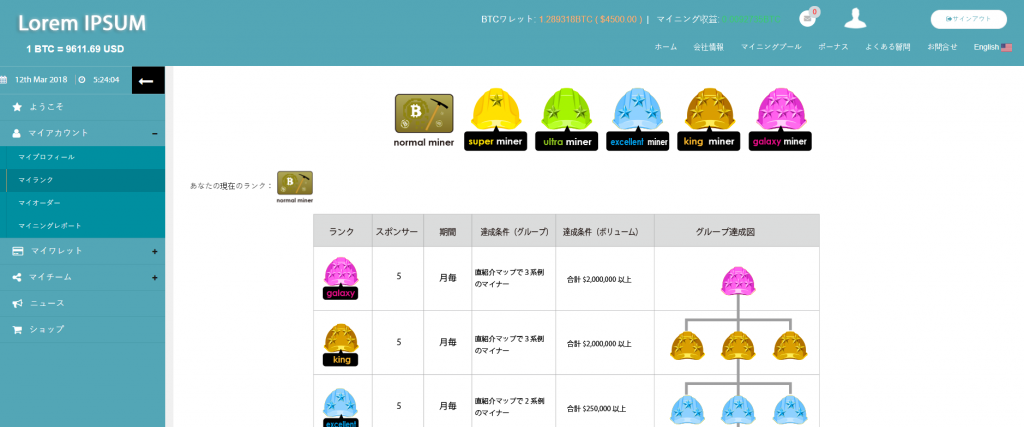 Lorem IPSUM
BTCワレット: 1.289310BTC ( $4500.00 ) | マイニング収益:
0
サインアウト
1 BTC = 9611.69 USD
ホーム 会社情報 マイニングプール ボーナス よくある質問 お問合せ English
12th Mar 2018 5:24:04
ようこそ
マイアカウント
マイプロフィール
マイランク
マイオーダー
マイニングレポート
マイワレット
マイチーム
ニュース
ショップ
normal miner super miner ultra miner excellent miner king miner galaxy miner
あなたの現在のランク：
normal miner
ランク スポンサー 期間 達成条件（グループ） 達成条件（ボリューム） グループ達成図
galaxy 5 月毎 直紹介マップで３系例
のマイナー
合計 $2,000,000 以上
king 5 月毎 直紹介マップで３系例
のマイナー
合計 $2,000,000 以上
excellent 5 月毎 直紹介マップで２系例
のマイナー
合計 $250,000 以上